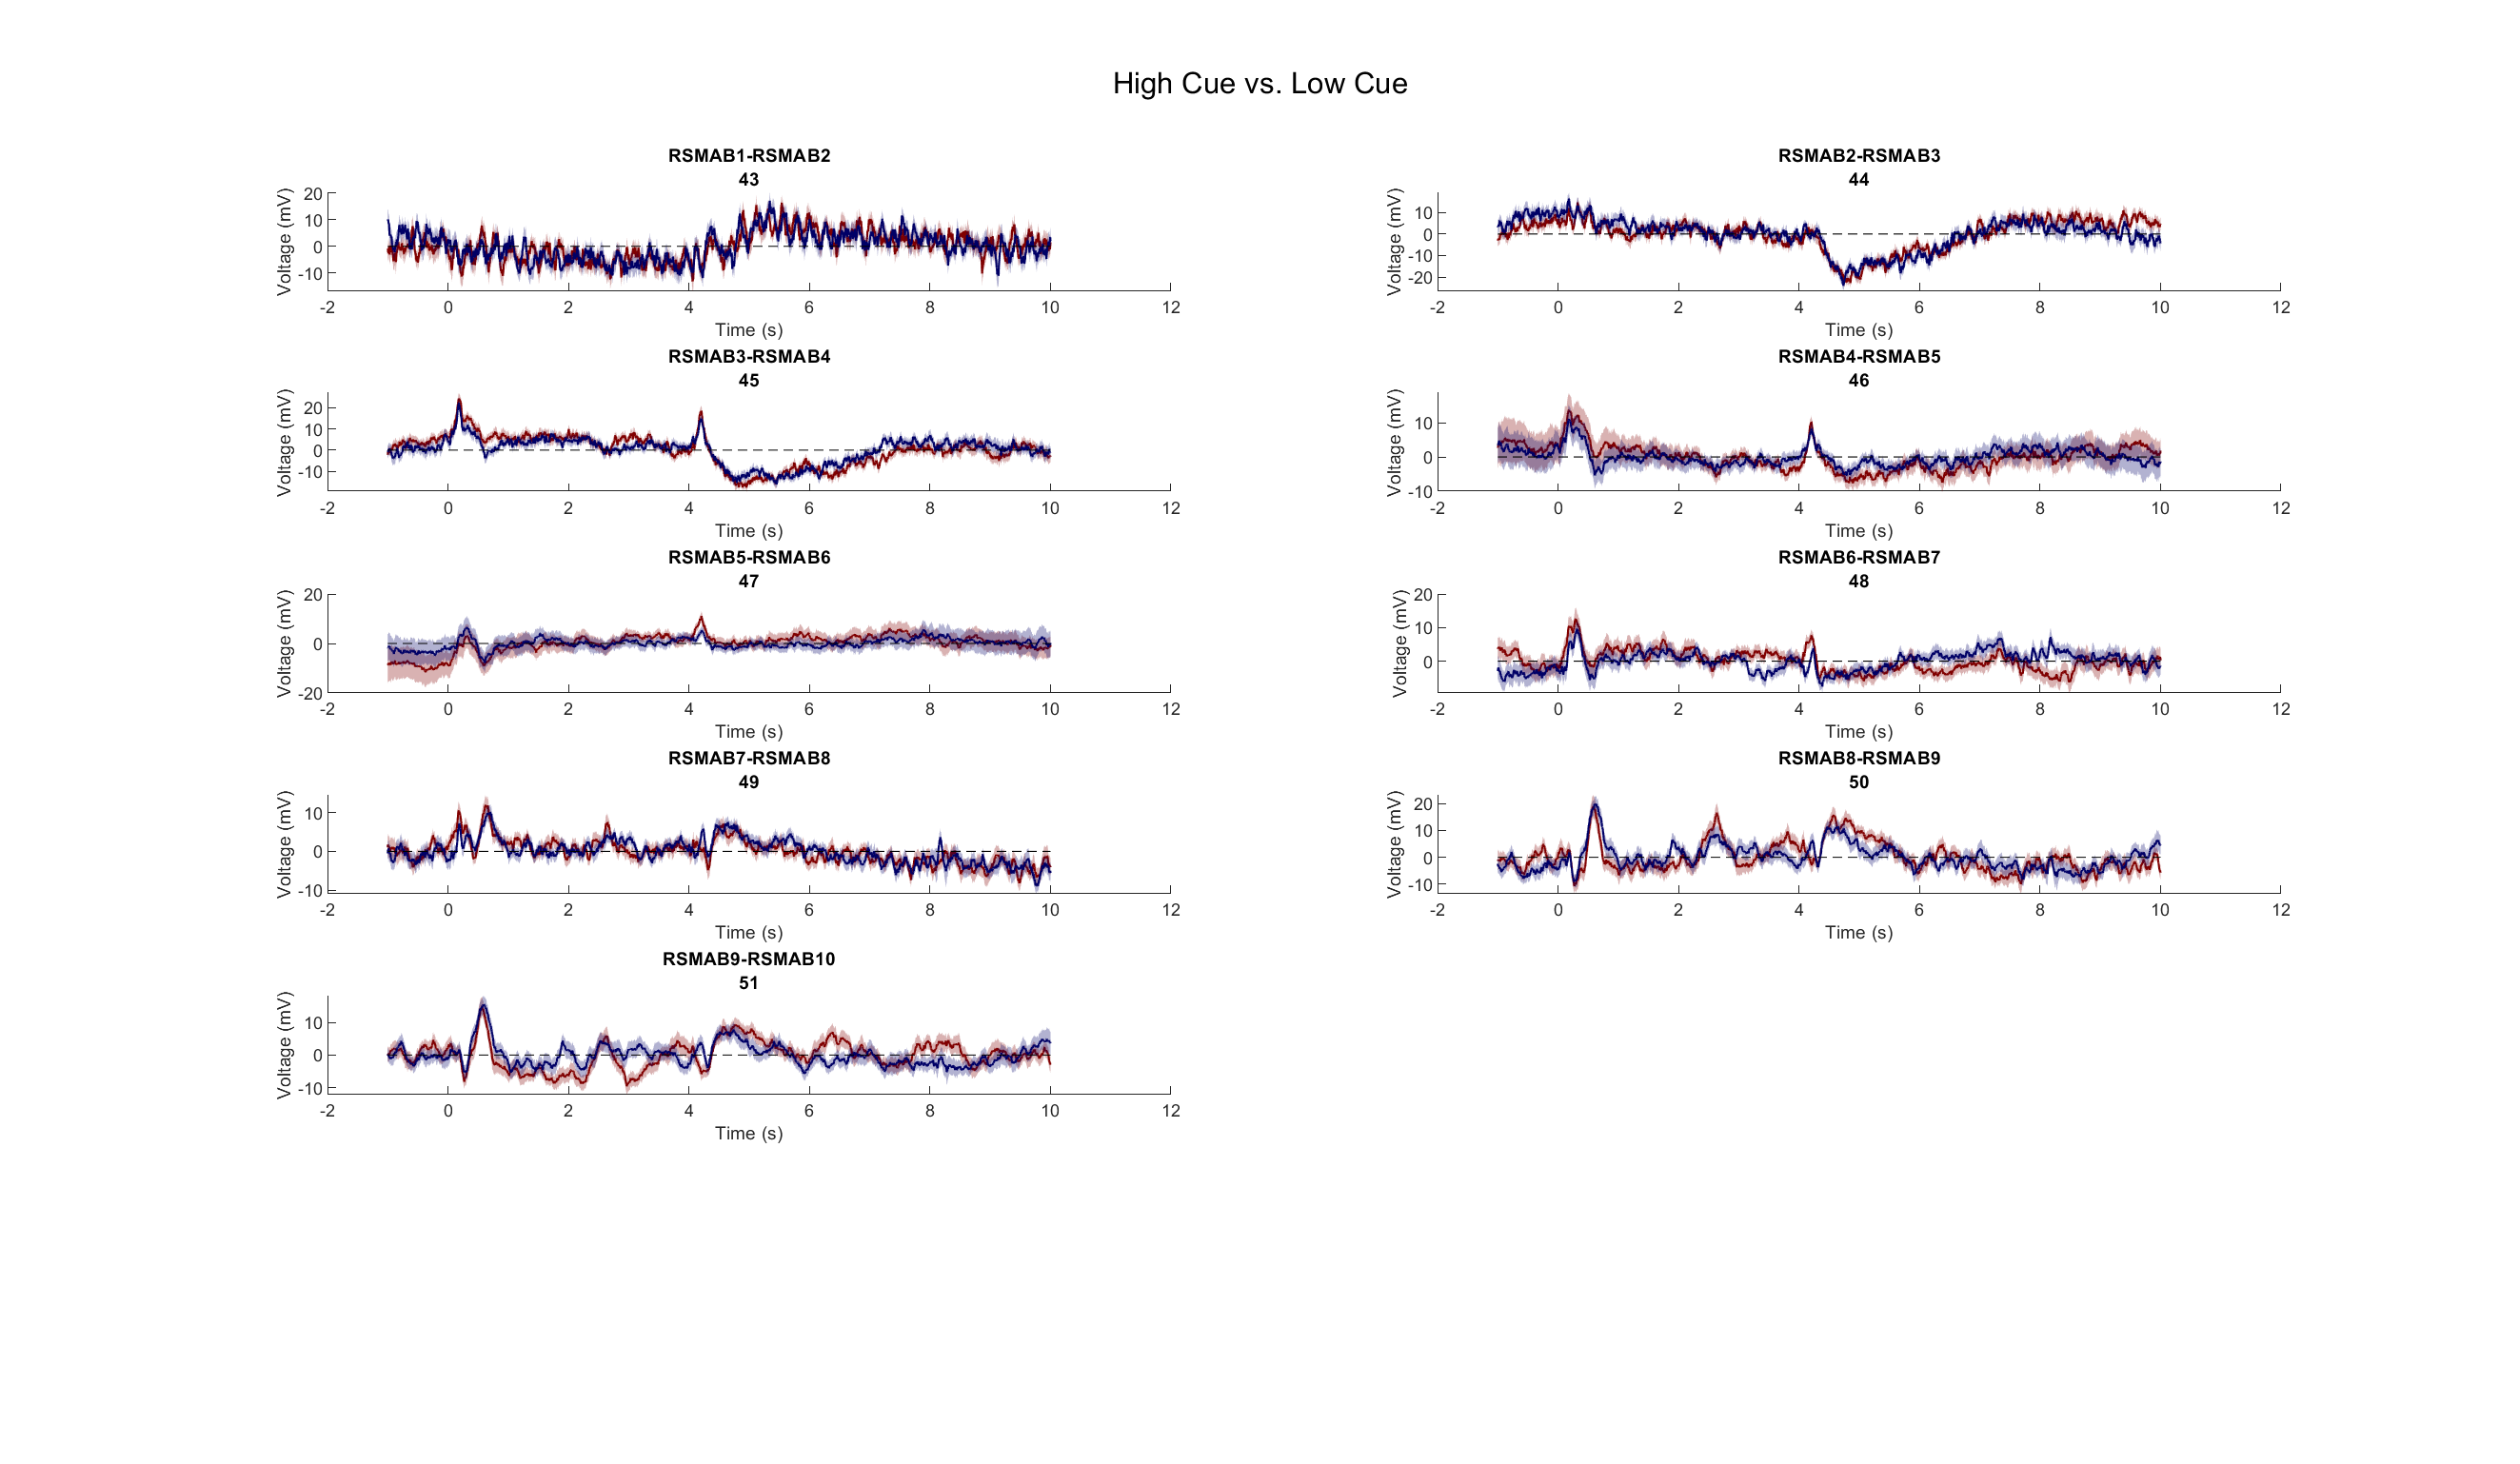 High Cue vs. Low Cue
RSMAB1-RSMAB2
43
Voltage (mV)
20
10
0
-10
-2 0 2 4 6 8 10 12
Time (s)
RSMAB2-RSMAB3
44
Voltage (mV)
10
0
-10
-20
-2 0 2 4 6 8 10 12
Time (s)
RSMAB3-RSMAB4
45
Voltage (mV)
20
10
0
-10
-2 0 2 4 6 8 10 12
Time (s)
RSMAB4-RSMAB5
46
Voltage (mV)
10
0
-10
-2 0 2 4 6 8 10 12
Time (s)
RSMAB5-RSMAB6
47
Voltage (mV)
20
0
-20
-2 0 2 4 6 8 10 12
Time (s)
RSMAB6-RSMAB7
48
Voltage (mV)
20
10
0
-2 0 2 4 6 8 10 12
Time (s)
RSMAB7-RSMAB8
49
Voltage (mV)
10
0
-10
-2 0 2 4 6 8 10 12
Time (s)
RSMAB8-RSMAB9
50
Voltage (mV)
20
10
0
-10
-2 0 2 4 6 8 10 12
Time (s)
RSMAB9-RSMAB10
51
Voltage (mV)
10
0
-10
-2 0 2 4 6 8 10 12
Time (s)